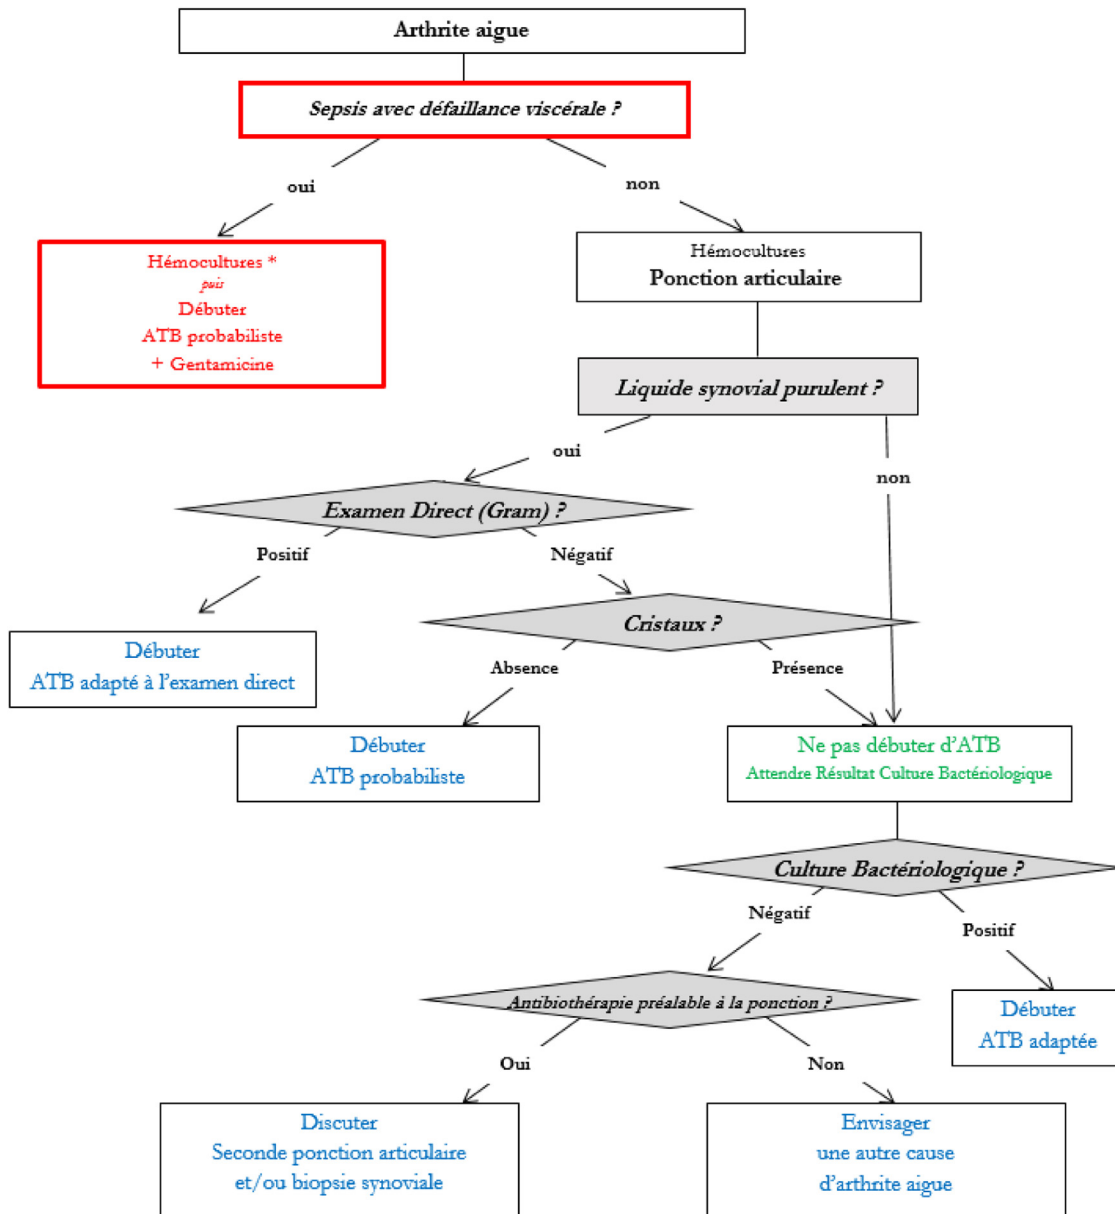 Arthrite aigue
Sepsis avec défaillance viscérale ?
oui
non
Hémocultures *
puis
Débuter
ATB probabiliste
+ Gentamicine
Hémocultures
Ponction articulaire
Liquide synovial purulent ?
oui
non
Examen Direct (Gram) ?
Positif
Négatif
Cristaux ?
Débuter
ATB adapté à l'examen direct
Absence
Présence
Débuter
ATB probabiliste
Ne pas débuter d'ATB
Attendre Résultat Culture Bactériologique
Culture Bactériologique ?
Négatif
Positif
Antibiothérapie préalable à la ponction ?
Débuter
ATB adaptée
Oui
Non
Discuter
Seconde ponction articulaire
et/ou biopsie synoviale
Envisager
une autre cause
d'arthrite aigue